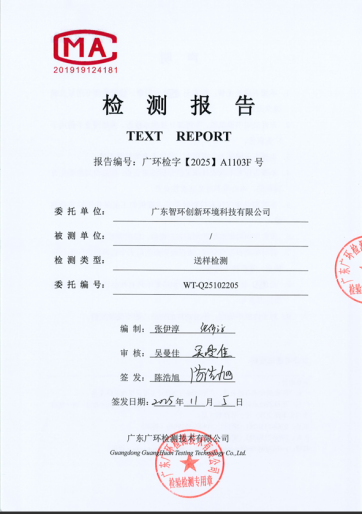 CMA
201919124181
检 测 报 告
TEXT REPORT
报告编号：广环检字【2025】A1103F 号
委 托 单 位： 广东智环创新环境科技有限公司
被 测 单 位： /
检 测 类 型： 送样检测
委 托 编 号： WT-Q25102205
编 制：张伊淳
审 核：吴曼佳 吴曼佳
签 发：陈浩旭
签发日期：2025 年 11 月 5 日
广东广环检测技术有限公司
Guangdong Guanghuan Testing Technology Co.,Ltd.
检验检测专用章